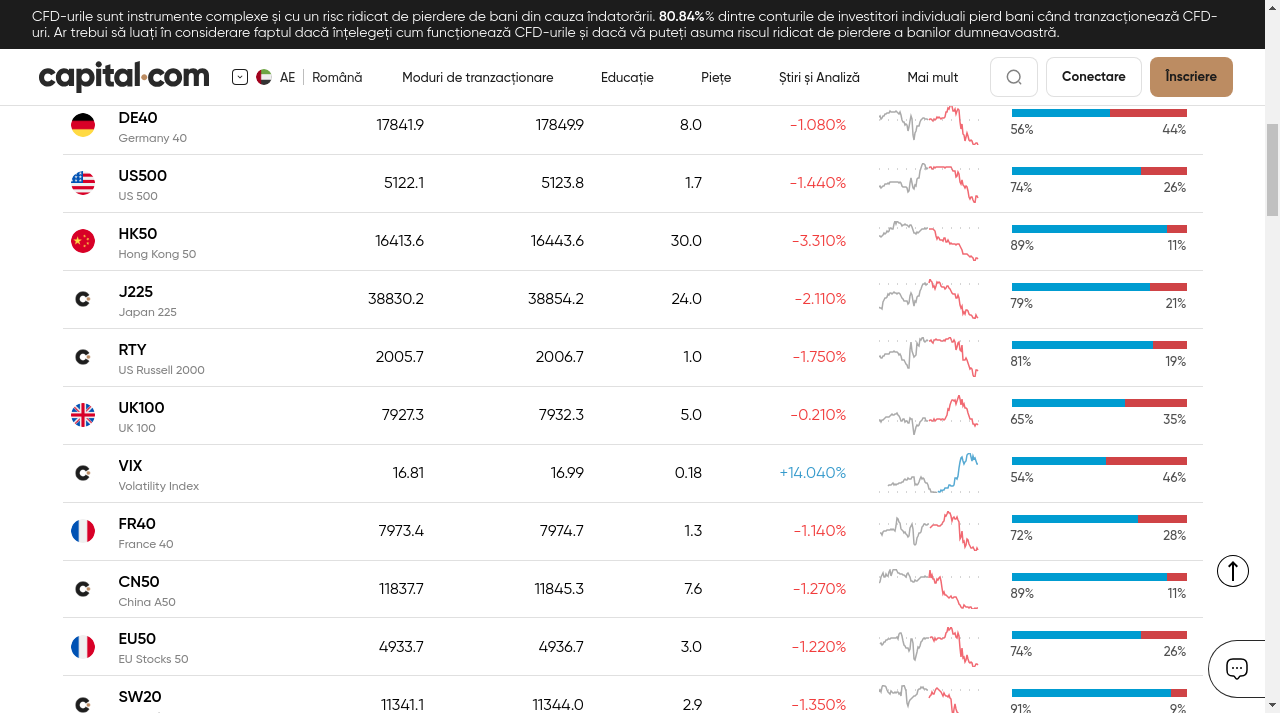 CFD-urile sunt instrumente complexe și cu un risc ridicat de pierdere de bani din cauza îndatorării. 80.84%% dintre conturile de investitori individuali pierd bani când tranzacționează CFD-
uri. Ar trebui să luați în considerare faptul dacă înțelegeți cum funcționează CFD-urile și dacă vă puteți asuma riscul ridicat de pierdere a banilor dumneavoastră.
capital.com AE Română Moduri de tranzacționare Educație Piețe Știri și Analiză Mai mult Conectare Înscriere
DE40 17841.9 17849.9 8.0 -1.080%
Germany 40 56% 44%
US500 5122.1 5123.8 1.7 -1.440%
US 500 74% 26%
HK50 16413.6 16443.6 30.0 -3.310%
Hong Kong 50 89% 11%
J225 38830.2 38854.2 24.0 -2.110%
Japan 225 79% 21%
RTY 2005.7 2006.7 1.0 -1.750%
US Russell 2000 81% 19%
UK100 7927.3 7932.3 5.0 -0.210%
UK 100 65% 35%
VIX 16.81 16.99 0.18 +14.040%
Volatility Index 54% 46%
FR40 7973.4 7974.7 1.3 -1.140%
France 40 72% 28%
CN50 11837.7 11845.3 7.6 -1.270%
China A50 89% 11%
EU50 4933.7 4936.7 3.0 -1.220%
EU Stocks 50 74% 26%
SW20 11341.1 11344.0 2.9 -1.350%
91% 9%